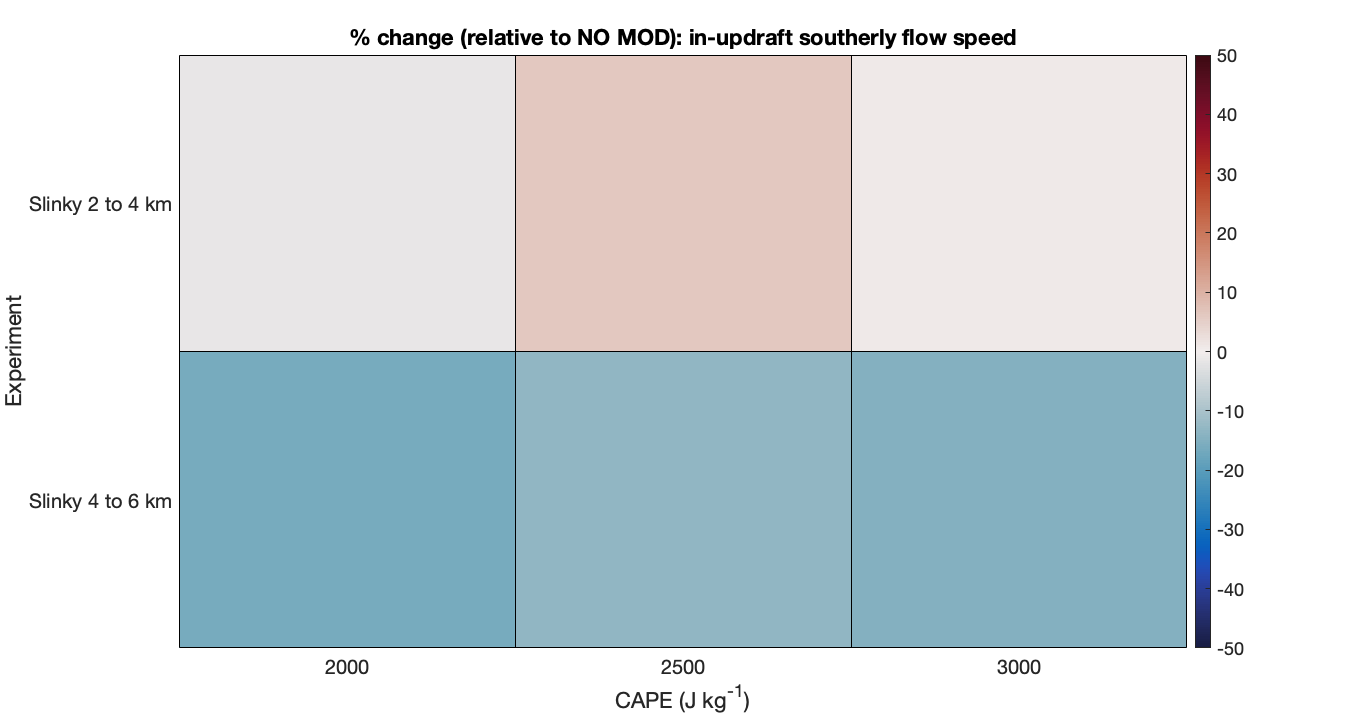 % change (relative to NO MOD): in-updraft southerly flow speed
50
40
30
20
10
0
-10
-20
-30
-40
-50
Slinky 2 to 4 km
Slinky 4 to 6 km
Experiment
2000 2500 3000
CAPE (J kg⁻¹)